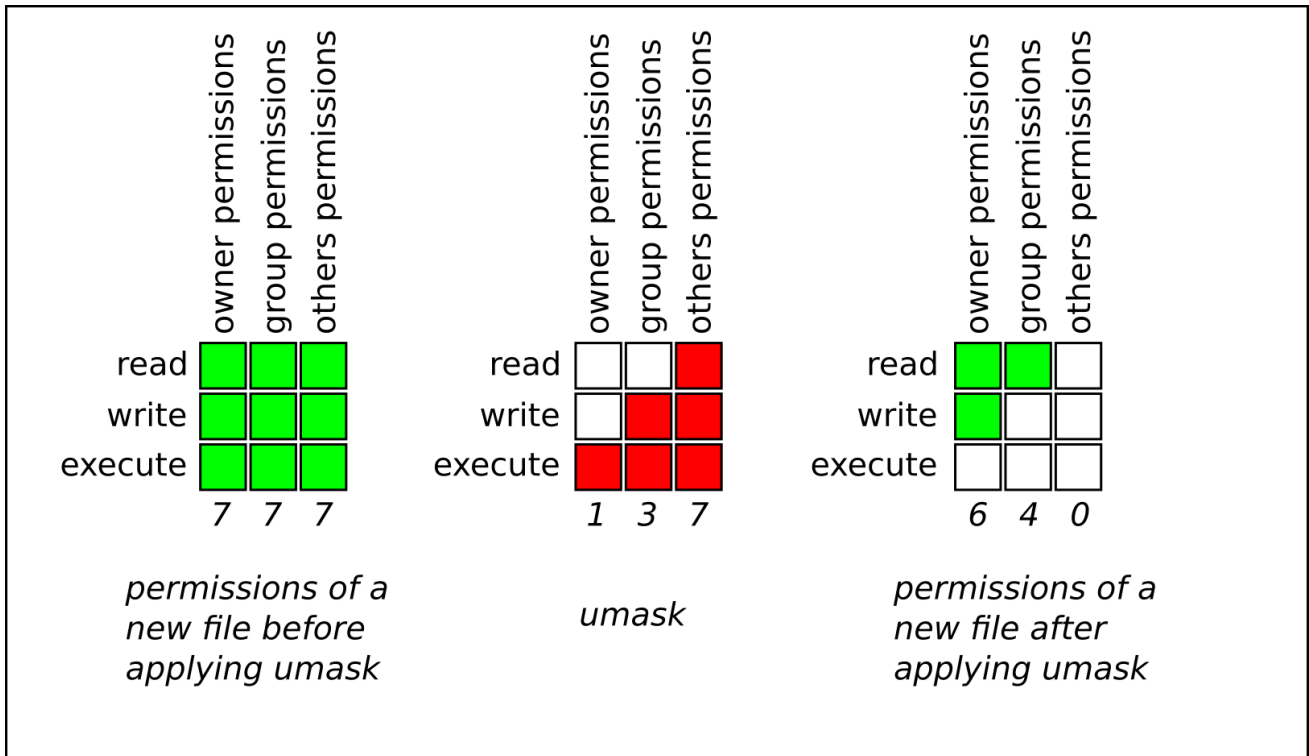 owner permissions
group permissions
others permissions
read
write
execute
7 7 7
permissions of a
new file before
applying umask
owner permissions
group permissions
others permissions
read
write
execute
1 3 7
umask
owner permissions
group permissions
others permissions
read
write
execute
6 4 0
permissions of a
new file after
applying umask